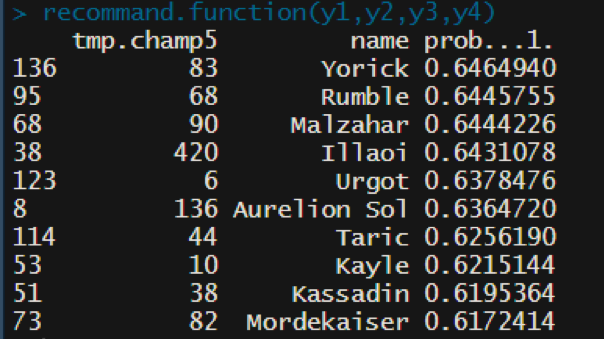 > recommand.function(y1,y2,y3,y4)
tmp.champ5 name prob...1.
136 83 Yorick 0.6464940
95 68 Rumble 0.6445755
68 90 Malzahar 0.6444226
38 420 Illaoi 0.6431078
123 6 Urgot 0.6378476
8 136 Aurelion Sol 0.6364720
114 44 Taric 0.6256190
53 10 Kayle 0.6215144
51 38 Kassadin 0.6195364
73 82 Mordekaiser 0.6172414